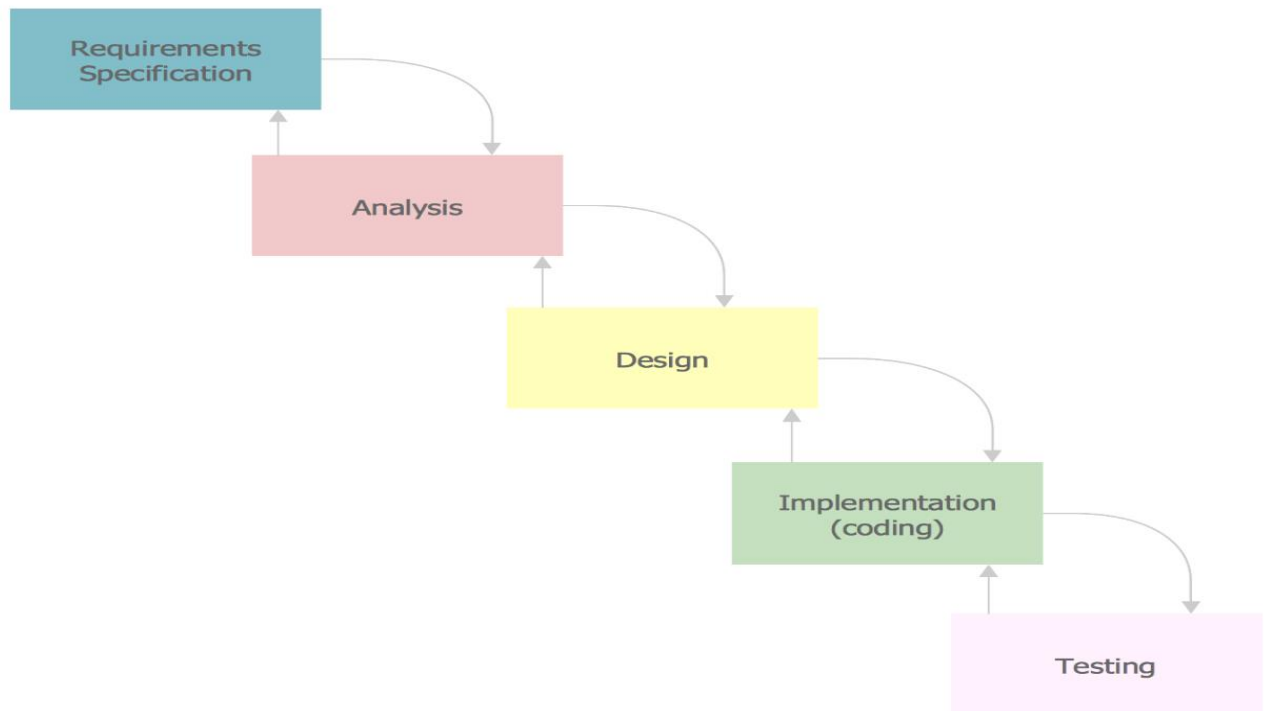 Requirements
Specification
Analysis
Design
Implementation
(coding)
Testing